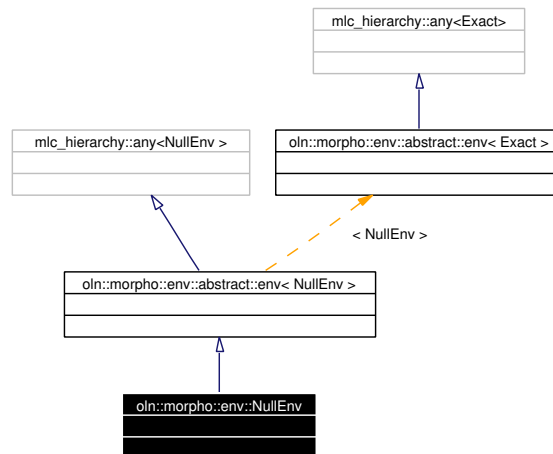 mlc_hierarchy::any<Exact>
mlc_hierarchy::any<NullEnv >
oln::morpho::env::abstract::env< Exact >
< NullEnv >
oln::morpho::env::abstract::env< NullEnv >
oln::morpho::env::NullEnv